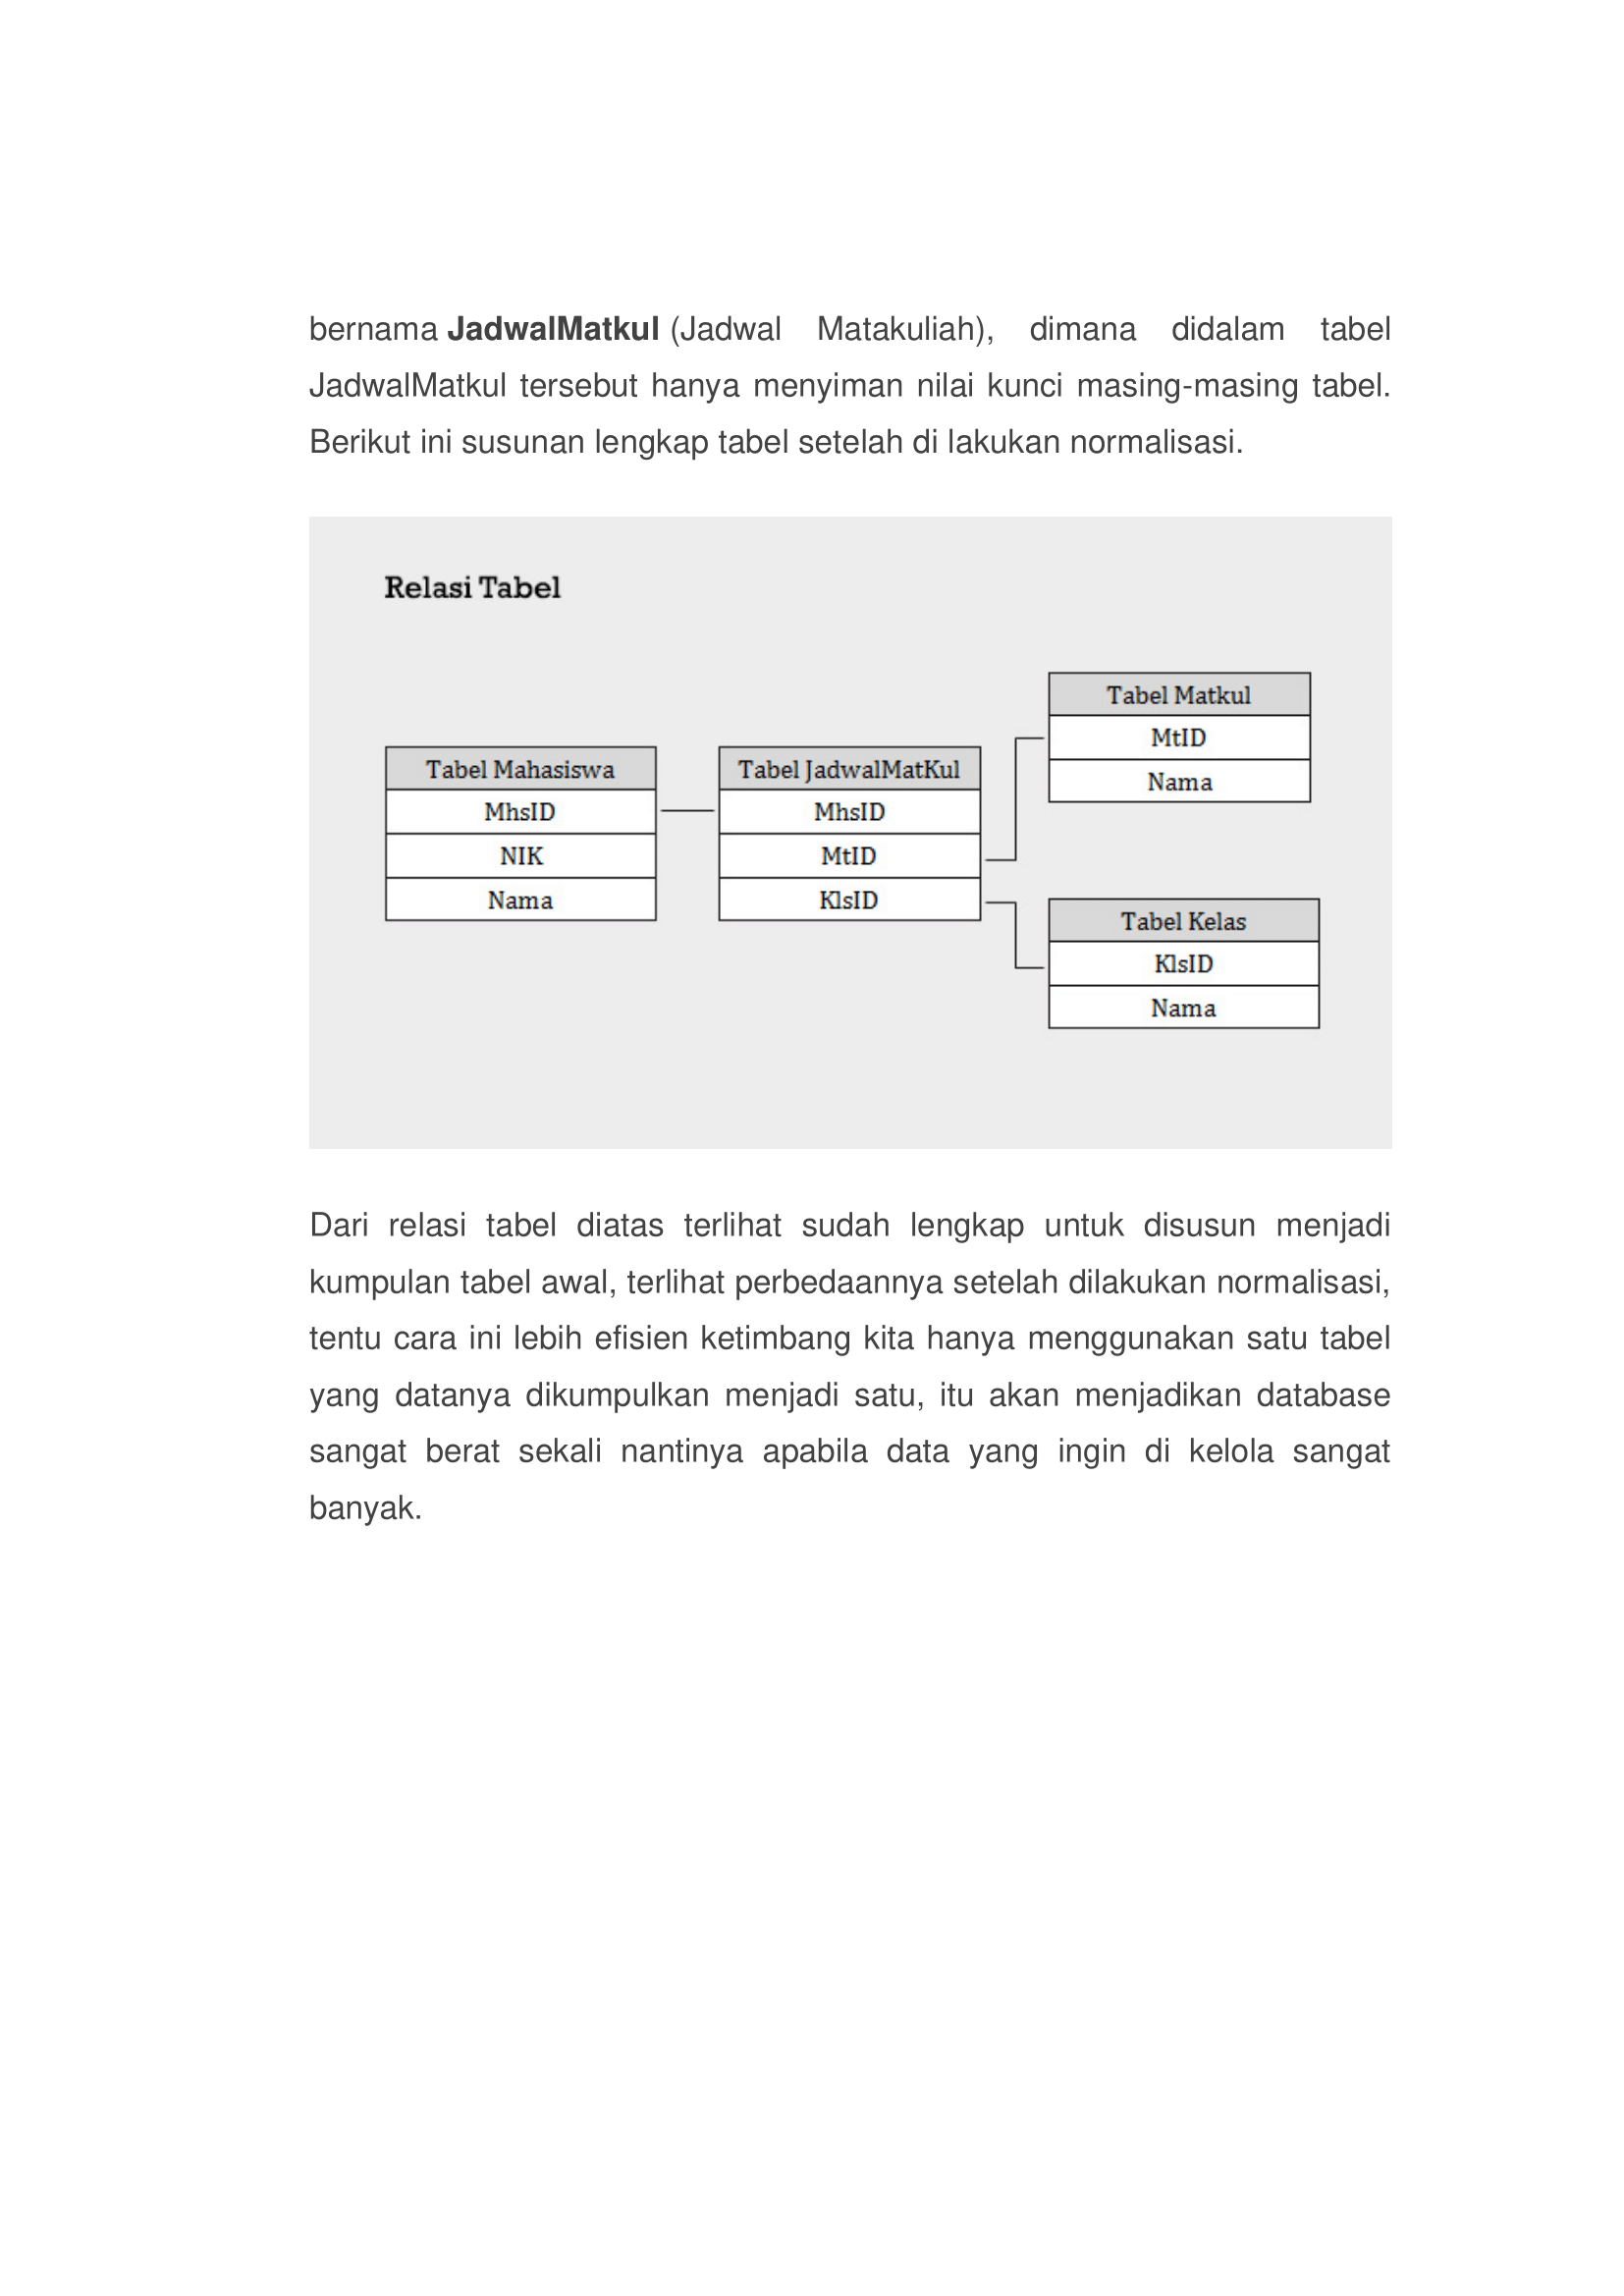 bernama JadwalMatkul (Jadwal Matakuliah), dimana didalam tabel
JadwalMatkul tersebut hanya menyiman nilai kunci masing-masing tabel.
Berikut ini susunan lengkap tabel setelah di lakukan normalisasi.
Relasi Tabel
Tabel Mahasiswa
MhsID
NIK
Nama
Tabel JadwalMatKul
MhsID
MtID
KlsID
Tabel Matkul
MtID
Nama
Tabel Kelas
KlsID
Nama
Dari relasi tabel diatas terlihat sudah lengkap untuk disusun menjadi
kumpulan tabel awal, terlihat perbedaannya setelah dilakukan normalisasi,
tentu cara ini lebih efisien ketimbang kita hanya menggunakan satu tabel
yang datanya dikumpulkan menjadi satu, itu akan menjadikan database
sangat berat sekali nantinya apabila data yang ingin di kelola sangat
banyak.